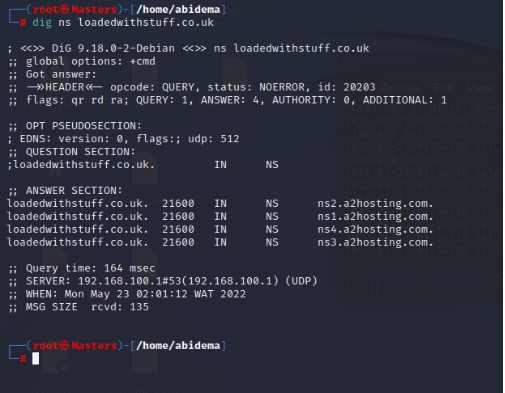 ┌──(root㉿Masters)-[/home/abidema]
└─# dig ns loadedwithstuff.co.uk
; <<>> DiG 9.18.0-2-Debian <<>> ns loadedwithstuff.co.uk
;; global options: +cmd
;; Got answer:
;; ->>HEADER<<- opcode: QUERY, status: NOERROR, id: 20203
;; flags: qr rd ra; QUERY: 1, ANSWER: 4, AUTHORITY: 0, ADDITIONAL: 1
;; OPT PSEUDOSECTION:
; EDNS: version: 0, flags:; udp: 512
;; QUESTION SECTION:
;loadedwithstuff.co.uk. IN NS
;; ANSWER SECTION:
loadedwithstuff.co.uk. 21600 IN NS ns2.a2hosting.com.
loadedwithstuff.co.uk. 21600 IN NS ns1.a2hosting.com.
loadedwithstuff.co.uk. 21600 IN NS ns4.a2hosting.com.
loadedwithstuff.co.uk. 21600 IN NS ns3.a2hosting.com.
;; Query time: 164 msec
;; SERVER: 192.168.100.1#53(192.168.100.1) (UDP)
;; WHEN: Mon May 23 02:01:12 WAT 2022
;; MSG SIZE rcvd: 135
┌──(root㉿Masters)-[/home/abidema]
└─#